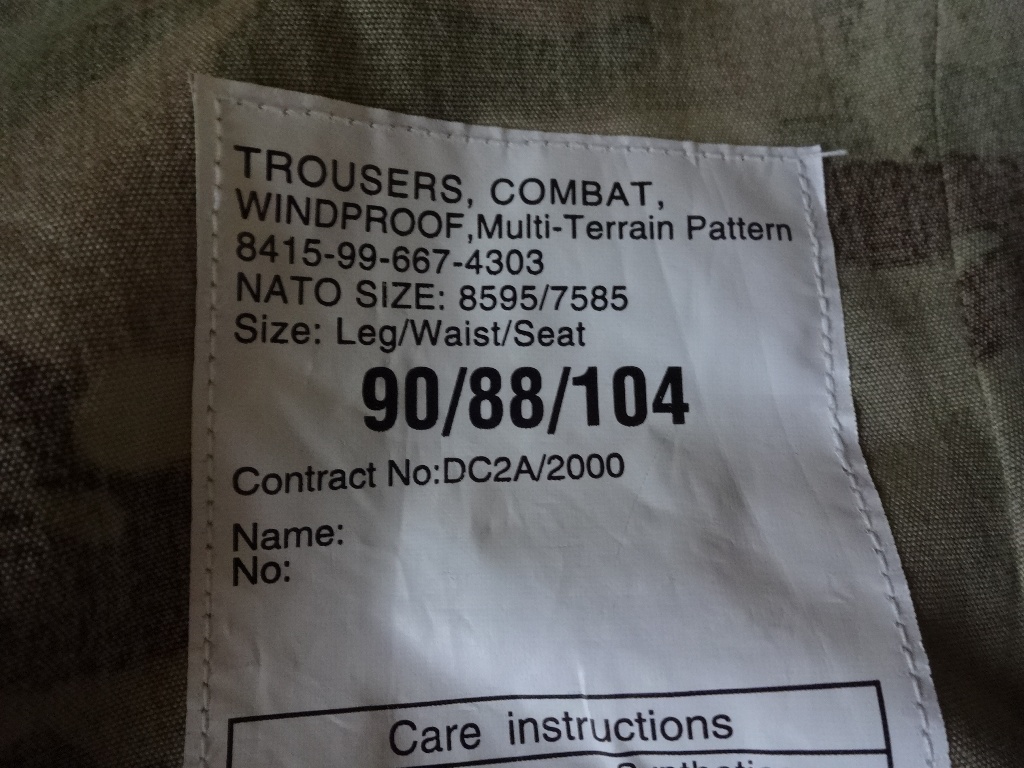 TROUSERS, COMBAT,
WINDPROOF,Multi-Terrain Pattern
8415-99-667-4303
NATO SIZE: 8595/7585
Size: Leg/Waist/Seat
90/88/104
Contract No:DC2A/2000
Name:
No:
Care instructions